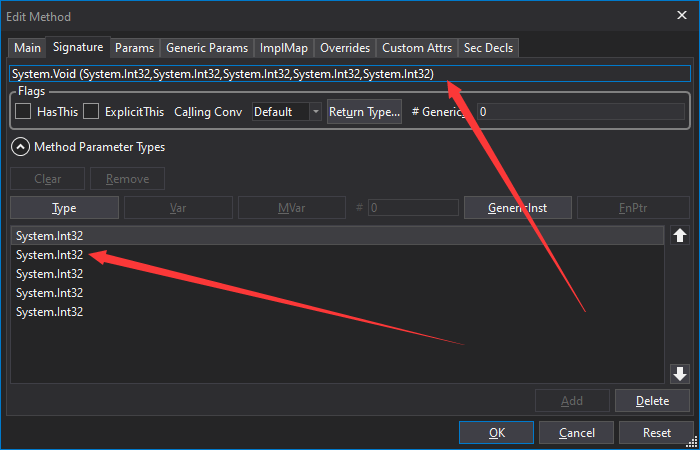 Edit Method
Main Signature Params Generic Params ImplMap Overrides Custom Attrs Sec Decls
System.Void (System.Int32,System.Int32,System.Int32,System.Int32,System.Int32)
Flags
HasThis ExplicitThis Calling Conv Default Return Type... # Generic 0
Method Parameter Types
Clear Remove
Type Var MVar # 0 GenericInst FnPtr
System.Int32
System.Int32
System.Int32
System.Int32
System.Int32
Add Delete
OK Cancel Reset